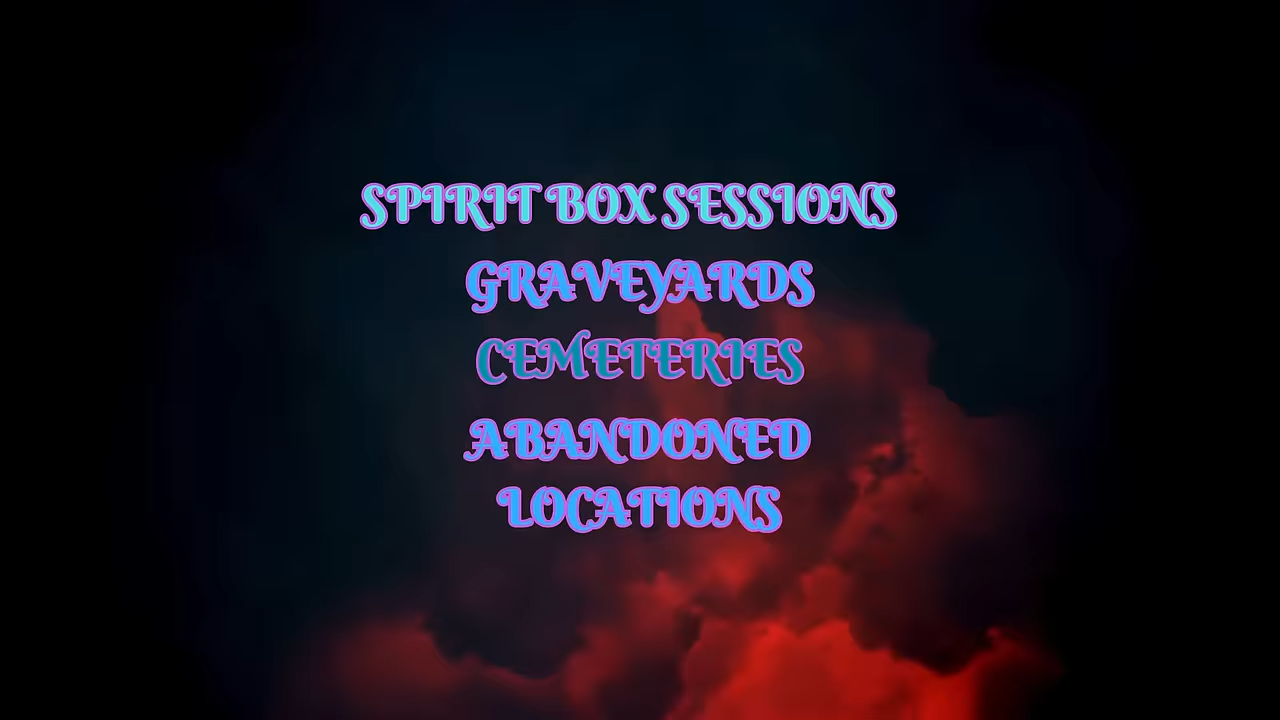 SPIRIT BOX SESSIONS
GRAVEYARDS
CEMETERIES
ABANDONED
LOCATIONS